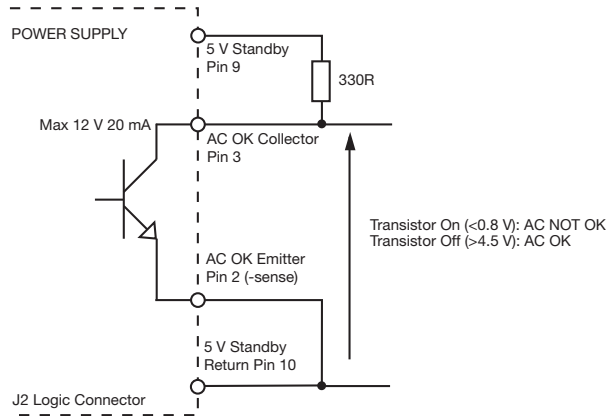 POWER SUPPLY
5 V Standby
Pin 9
330R
Max 12 V 20 mA
AC OK Collector
Pin 3
Transistor On (<0.8 V): AC NOT OK
Transistor Off (>4.5 V): AC OK
AC OK Emitter
Pin 2 (-sense)
5 V Standby
Return Pin 10
J2 Logic Connector